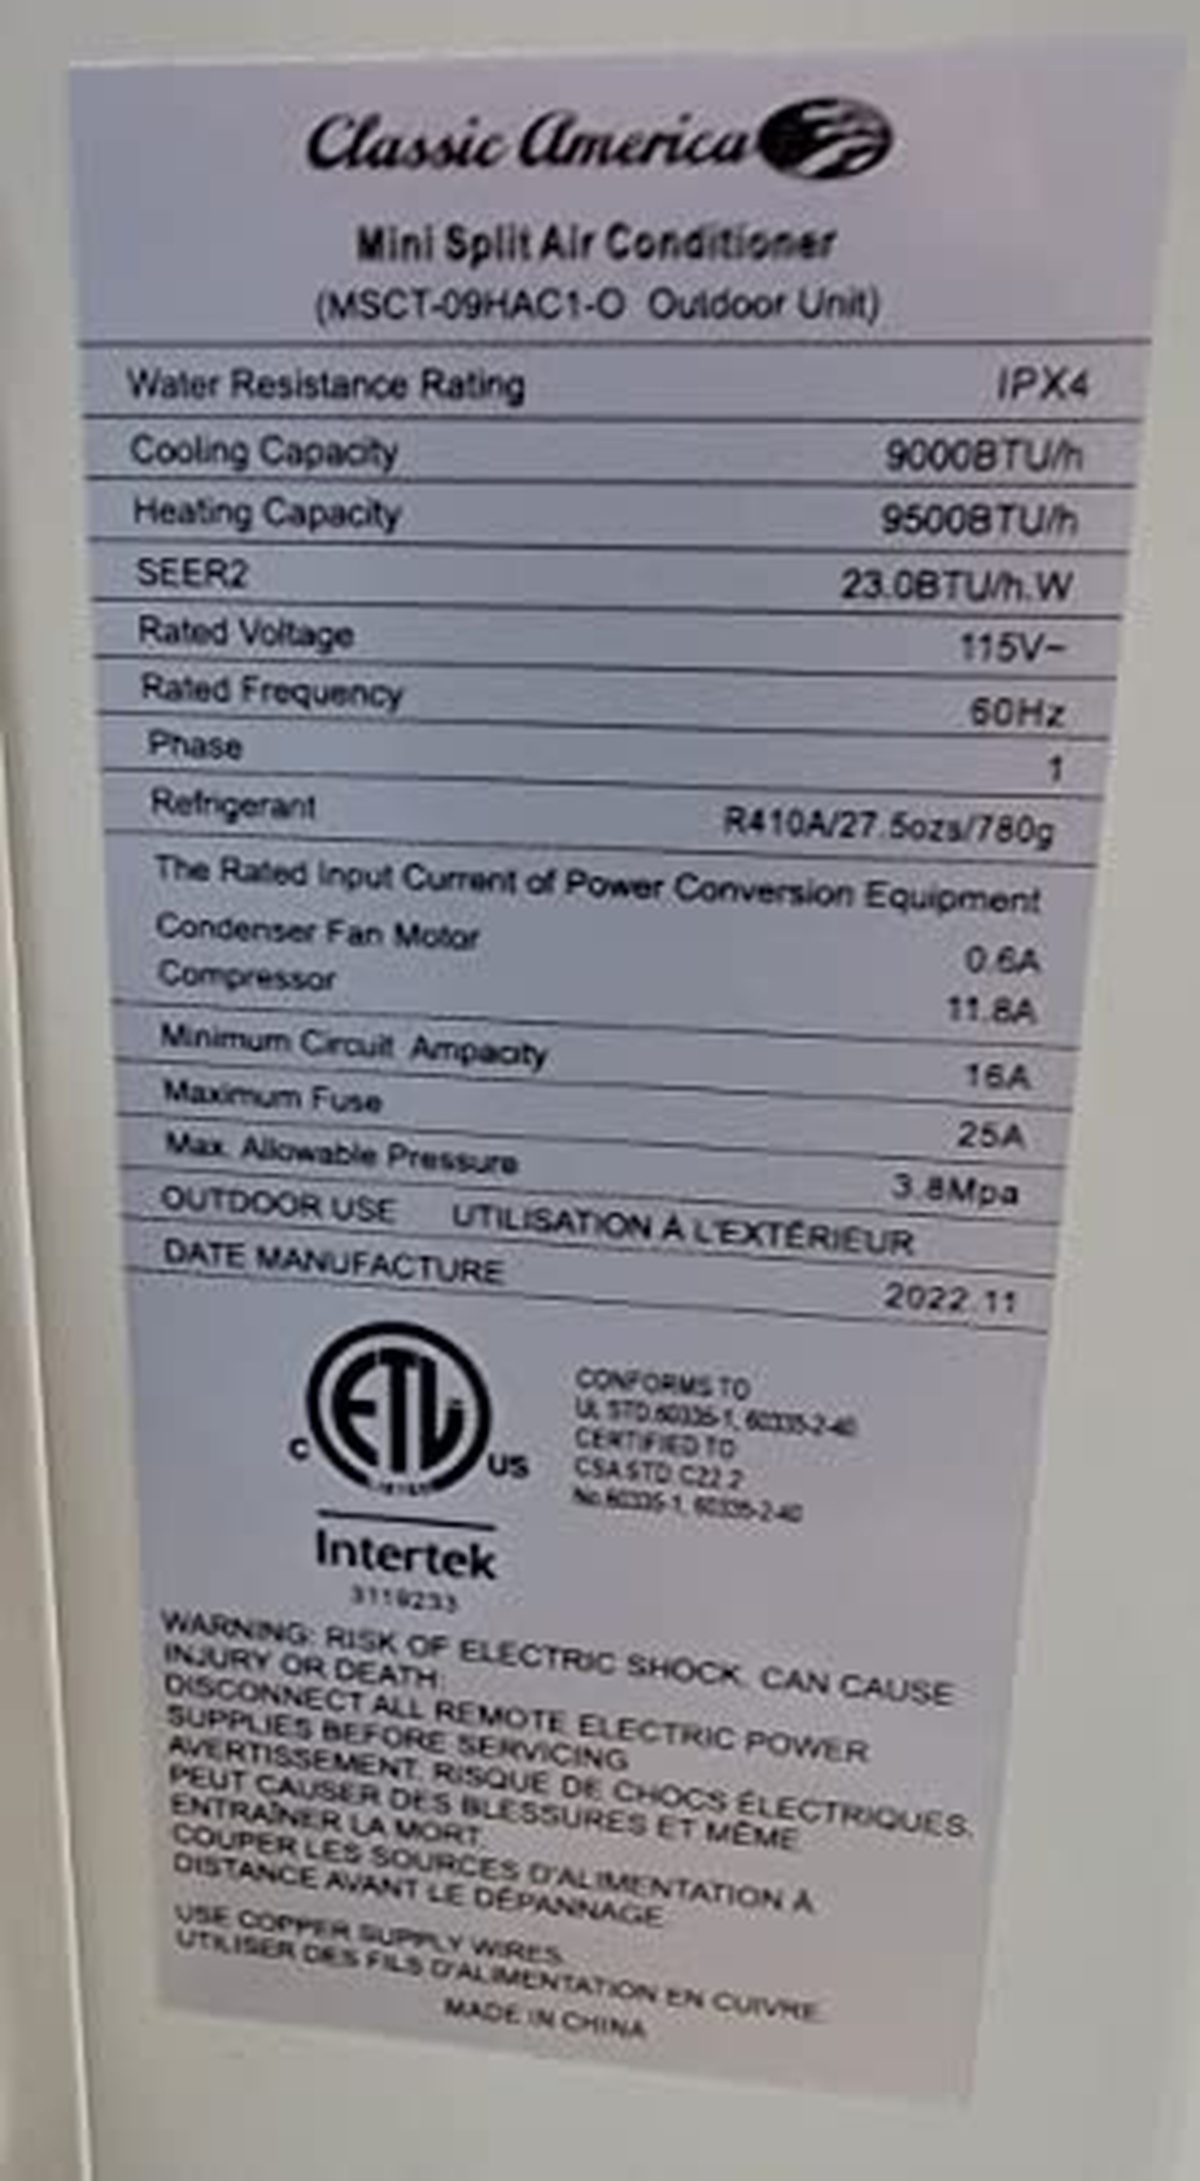 Classic America
Mini Split Air Conditioner
(MSCT-09HAC1-O Outdoor Unit)
Water Resistance Rating IPX4
Cooling Capacity 9000BTU/h
Heating Capacity 9500BTU/h
SEER2 23.0BTU/h.W
Rated Voltage 115V~
Rated Frequency 60Hz
Phase 1
Refrigerant R410A/27.5ozs/780g
The Rated Input Current of Power Conversion Equipment
Condenser Fan Motor 0.6A
Compressor 11.8A
Minimum Circuit Ampacity 16A
Maximum Fuse 25A
Max. Allowable Pressure 3.8Mpa
OUTDOOR USE UTILISATION À L'EXTÉRIEUR
DATE MANUFACTURE 2022.11
C ETL US
Intertek
3119233
CONFORMS TO
UL STD.60335-1, 60335-2-40
CERTIFIED TO
CSA STD. C22.2
No.60335-1, 60335-2-40
WARNING: RISK OF ELECTRIC SHOCK. CAN CAUSE
INJURY OR DEATH:
DISCONNECT ALL REMOTE ELECTRIC POWER
SUPPLIES BEFORE SERVICING
AVERTISSEMENT. RISQUE DE CHOCS ÉLECTRIQUES.
PEUT CAUSER DES BLESSURES ET MÊME
ENTRAÎNER LA MORT.
COUPER LES SOURCES D'ALIMENTATION À
DISTANCE AVANT LE DÉPANNAGE
USE COPPER SUPPLY WIRES.
UTILISER DES FILS D'ALIMENTATION EN CUIVRE.
MADE IN CHINA